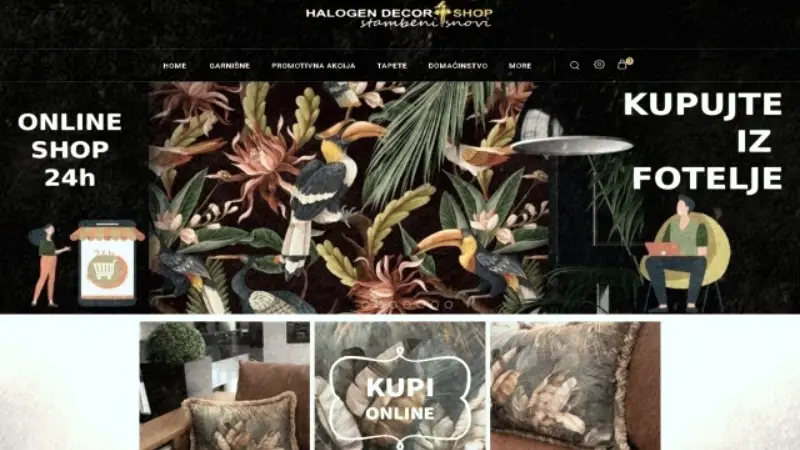 HALOGEN DECOR SHOP
stambeni snovi
HOME GARNIŠNE PROMOTIVNA AKCIJA TAPETE DOMAĆINSTVO MORE
ONLINE
SHOP
24h
KUPUJTE
IZ
FOTELJE
24h
KUPI
ONLINE